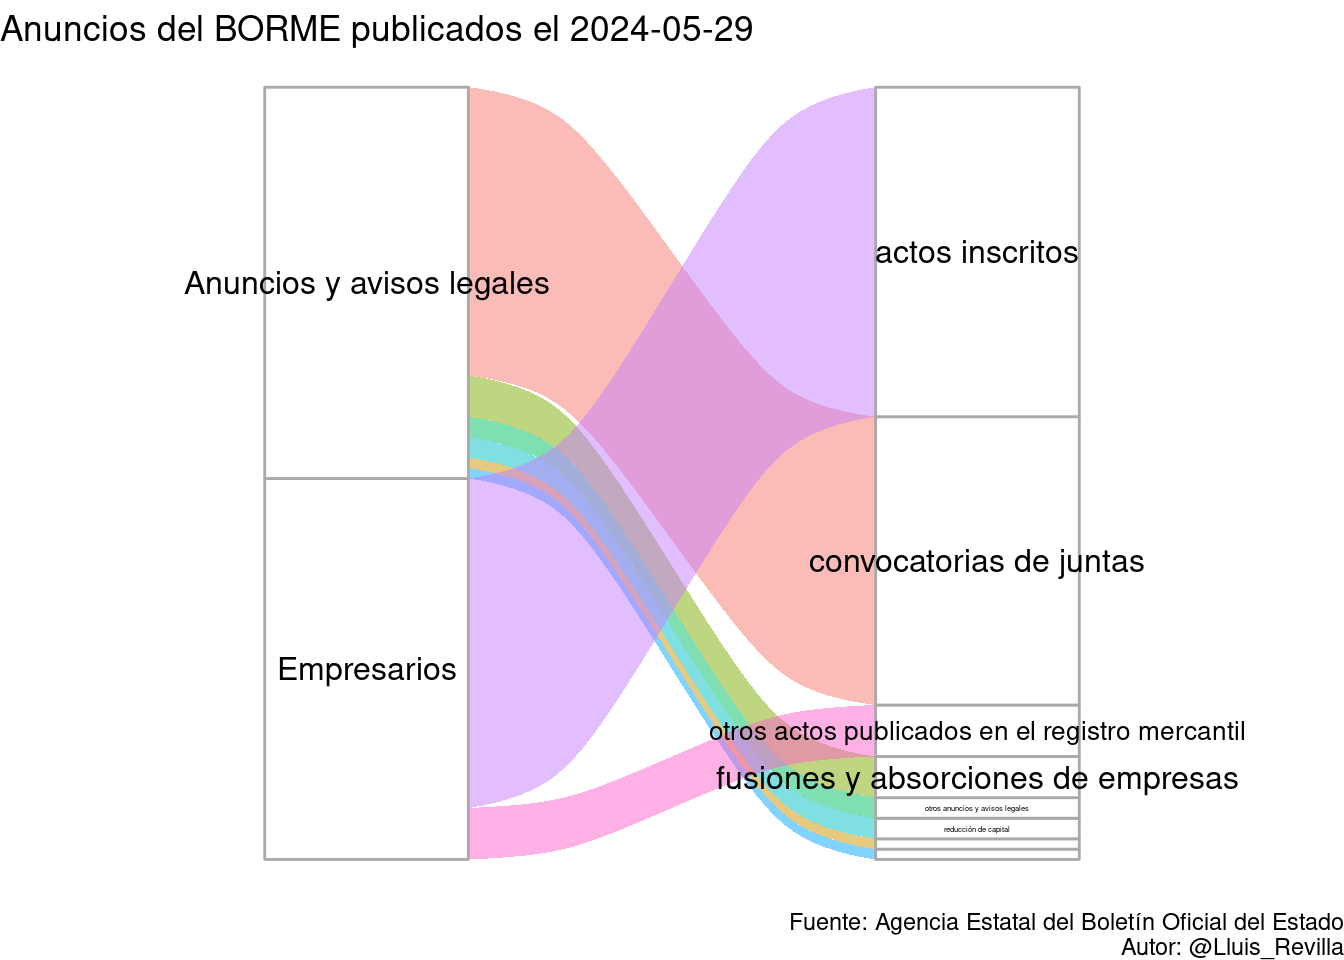 Anuncios del BORME publicados el 2024-05-29
Anuncios y avisos legales
Empresarios
actos inscritos
convocatorias de juntas
otros actos publicados en el registro mercantil
fusiones y absorciones de empresas
otros anuncios y avisos legales
reducción de capital
Fuente: Agencia Estatal del Boletín Oficial del Estado
Autor: @Lluis_Revilla